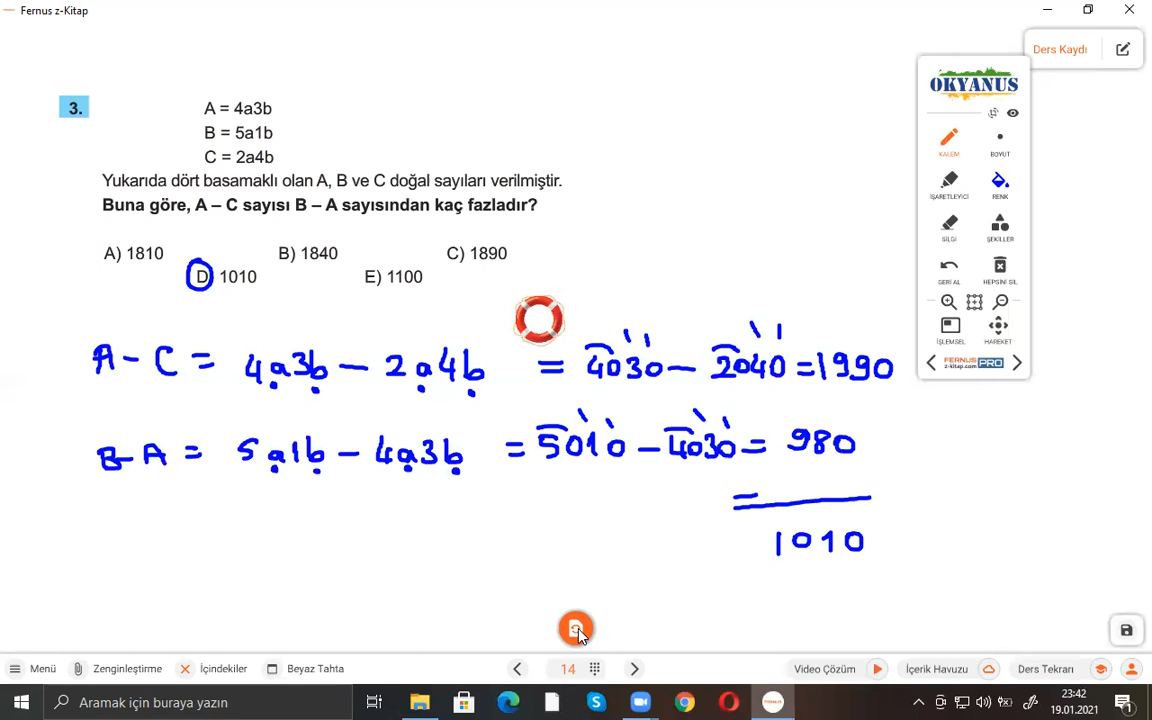 Fernus z-Kitap
Ders Kaydı
OKYANUS
KALEM
BOYUT
İŞARETLEYİCİ
RENK
SİLGİ
ŞEKİLLER
GERİ AL
HEPSİNİ SİL
İŞLEMSEL
HAREKET
FERNUS PRO
z-kitap.com
3.
A = 4a3b
B = 5a1b
C = 2a4b
Yukarıda dört basamaklı olan A, B ve C doğal sayıları verilmiştir.
Buna göre, A – C sayısı B – A sayısından kaç fazladır?
A) 1810 B) 1840 C) 1890
D) 1010 E) 1100
A - C = 4a3b - 2a4b = 4030 - 2040 = 1990
B - A = 5a1b - 4a3b = 5010 - 4030 = 980
1010
Menü Zenginleştirme İçindekiler Beyaz Tahta 14 Video Çözüm İçerik Havuzu Ders Tekrarı
Aramak için buraya yazın
23:42
19.01.2021
1